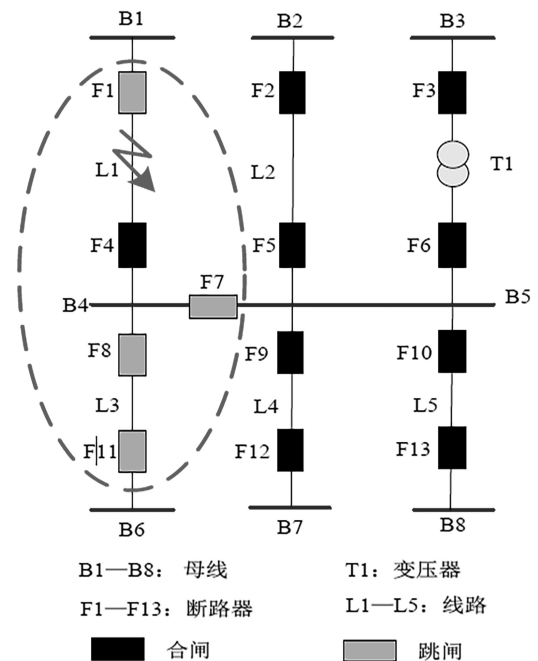 B1 B2 B3
F1 F2 F3
L1 L2 T1
F4 F5 F6
F7
B4 B5
F8 F9 F10
L3 L4 L5
F11 F12 F13
B6 B7 B8
B1—B8：母线 T1：变压器
F1—F13：断路器 L1—L5：线路
合闸 跳闸